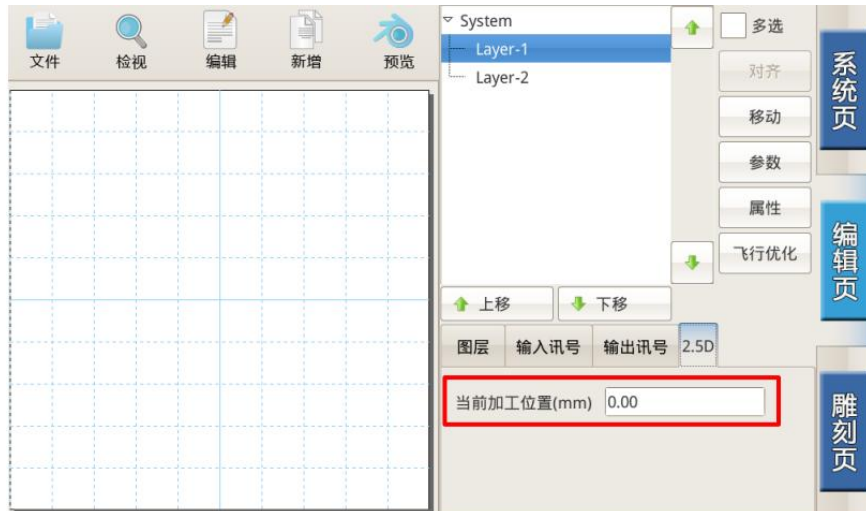 文件
检视
编辑
新增
预览
System
Layer-1
Layer-2
多选
对齐
移动
参数
属性
飞行优化
上移
下移
图层
输入讯号
输出讯号
2.5D
当前加工位置(mm)
0.00
系统页
编辑页
雕刻页